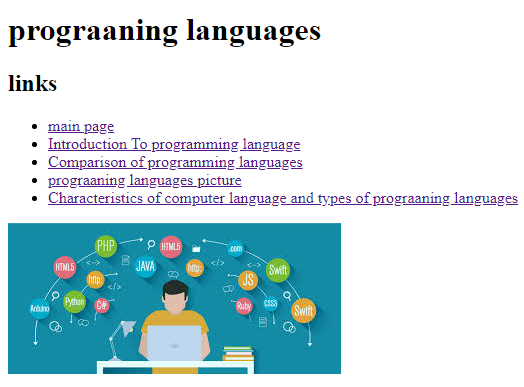 prograaning languages
links
main page
Introduction To programming language
Comparison of programming languages
prograaning languages picture
Characteristics of computer language and types of prograaning languages
PHP
HTML5
.com
HTML5
http:
JAVA
http:
JS
Swift
Arduino
Python
C#
Ruby
CSS3
Swift